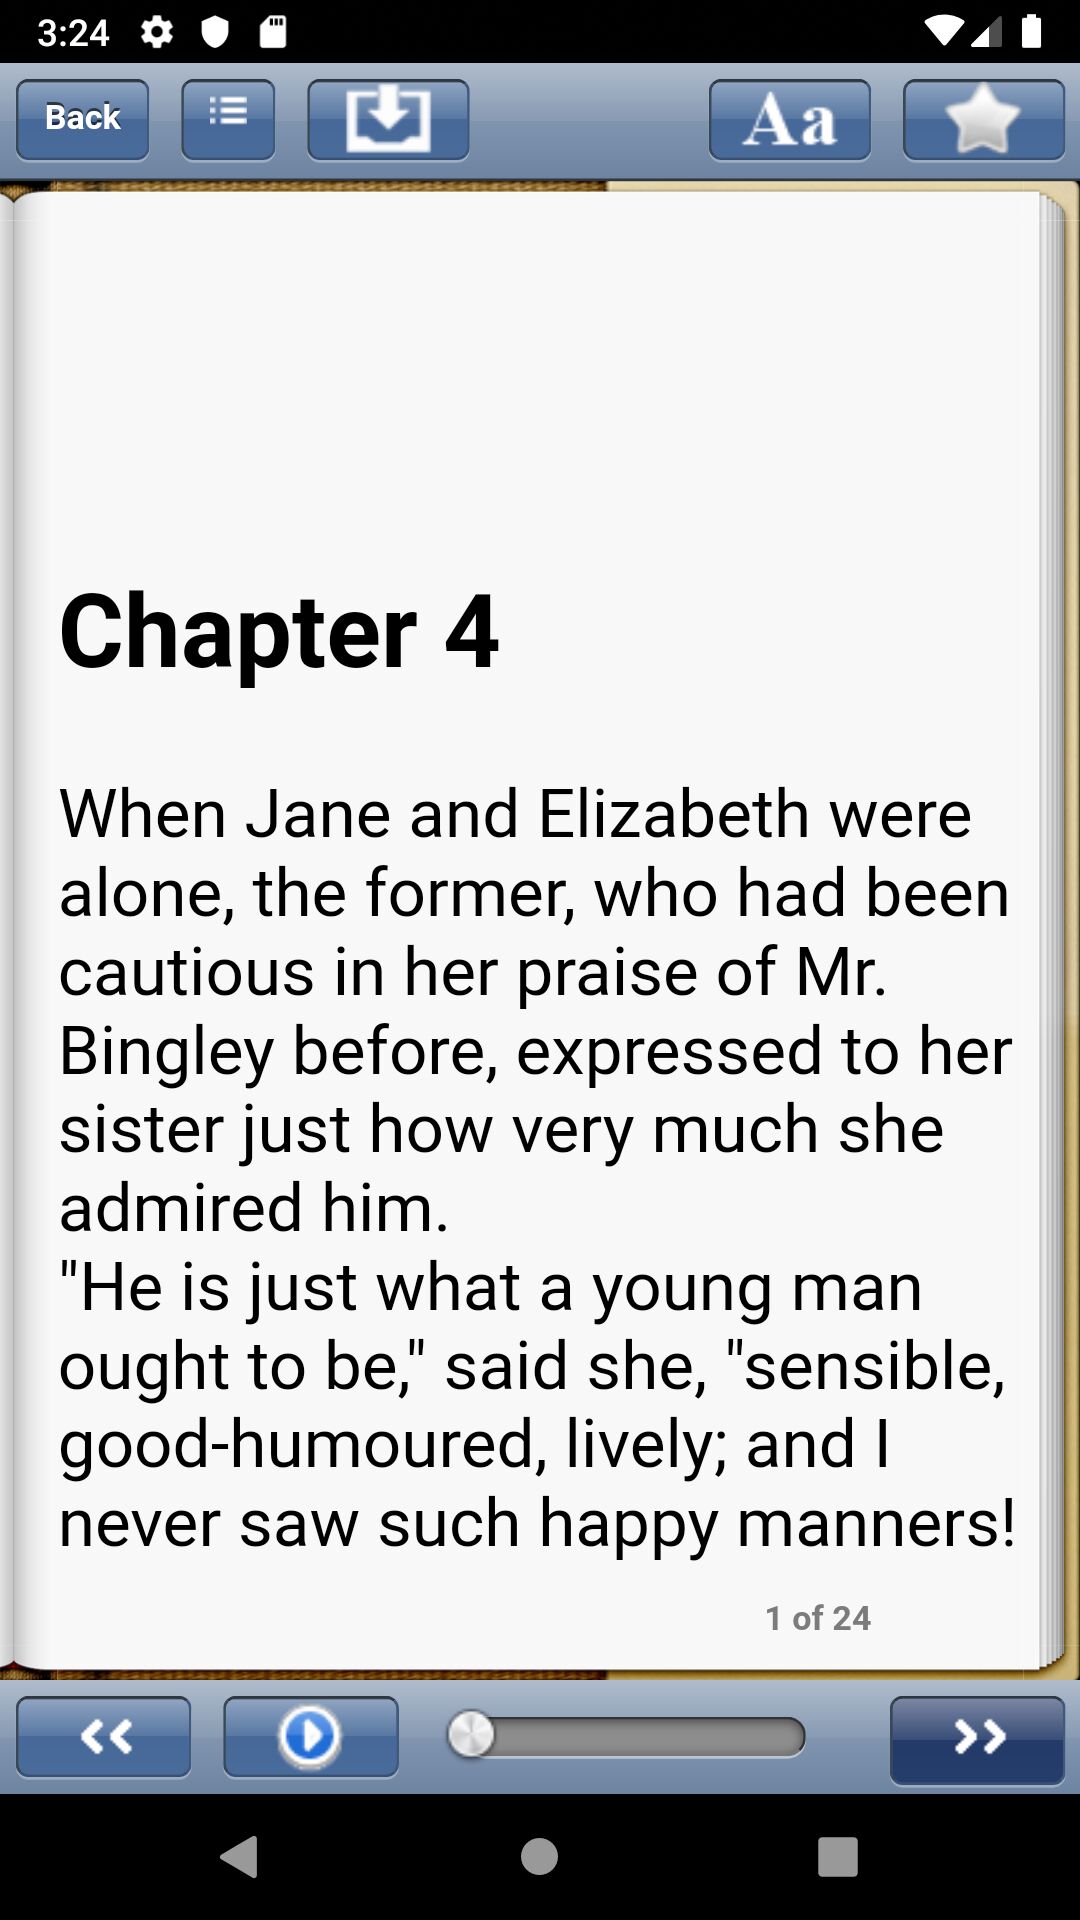 3:24
Back
Aa
Chapter 4
When Jane and Elizabeth were
alone, the former, who had been
cautious in her praise of Mr.
Bingley before, expressed to her
sister just how very much she
admired him.
"He is just what a young man
ought to be," said she, "sensible,
good-humoured, lively; and I
never saw such happy manners!
1 of 24